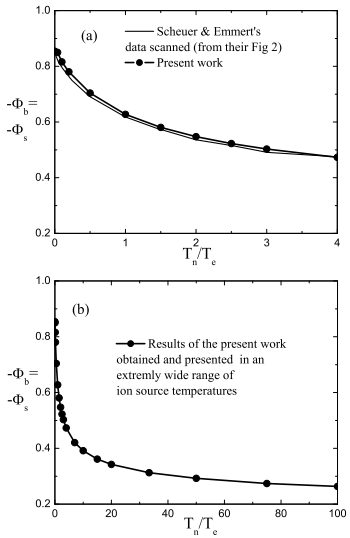 1.0
(a)
Scheuer & Emmert's
data scanned (from their Fig 2)
Present work
0.8
-Φb=
-Φs
0.6
0.4
0.2
0 1 2 3 4
Tn/Te
1.0
(b)
0.8
Results of the present work
obtained and presented in an
extremly wide range of
ion source temperatures
-Φb=
-Φs
0.6
0.4
0.2
0 20 40 60 80 100
Tn/Te